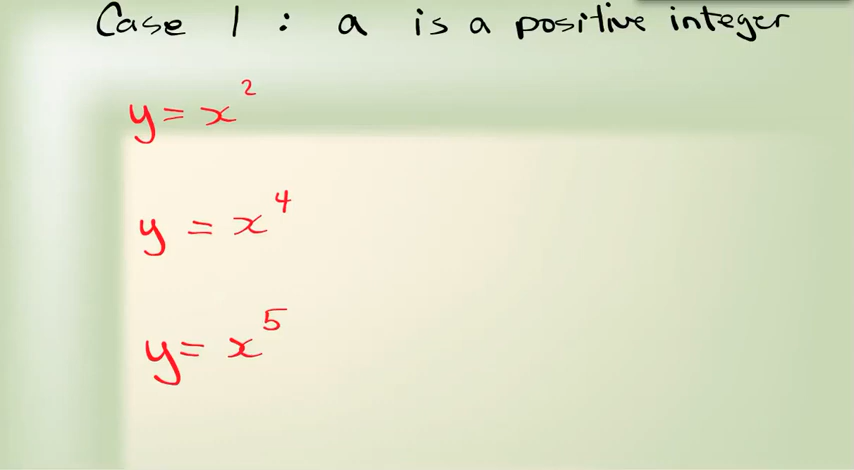 Case 1 : a is a positive integer
y = x²
y = x⁴
y = x⁵